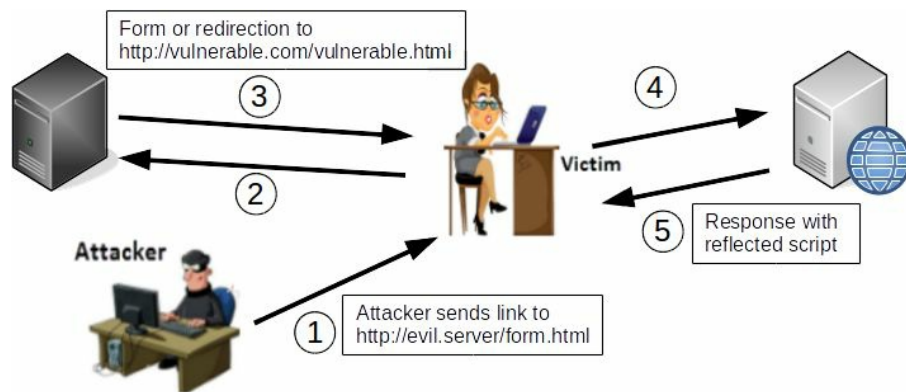 Form or redirection to
http://vulnerable.com/vulnerable.html
3
4
2
Victim
5
Response with
reflected script
Attacker
1
Attacker sends link to
http://evil.server/form.html